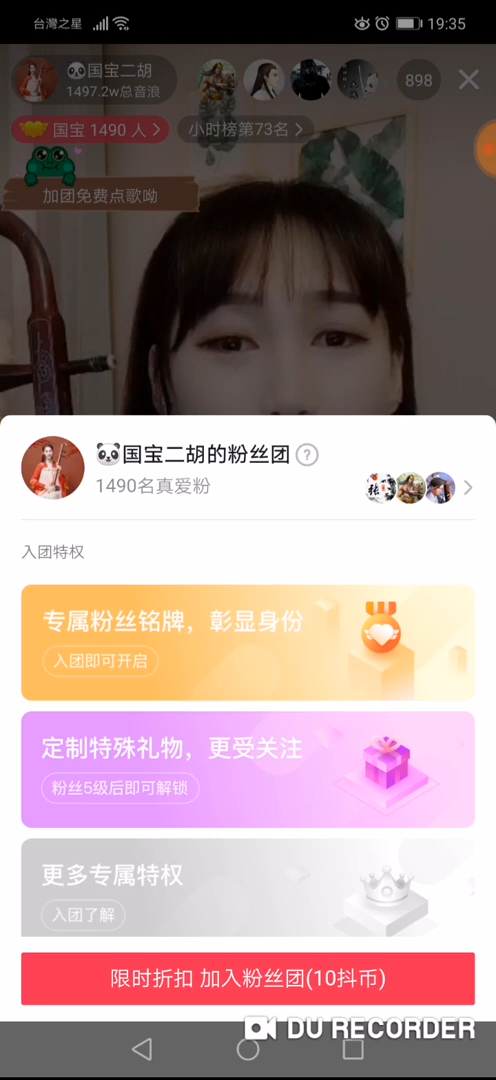 台灣之星
19:35
🐼国宝二胡
1497.2w总音浪
898
国宝 1490 人
小时榜第73名
加团免费点歌呦
🐼国宝二胡的粉丝团 ?
1490名真爱粉
张
入团特权
专属粉丝铭牌，彰显身份
入团即可开启
定制特殊礼物，更受关注
粉丝5级后即可解锁
更多专属特权
入团了解
限时折扣 加入粉丝团(10抖币)
DU RECORDER